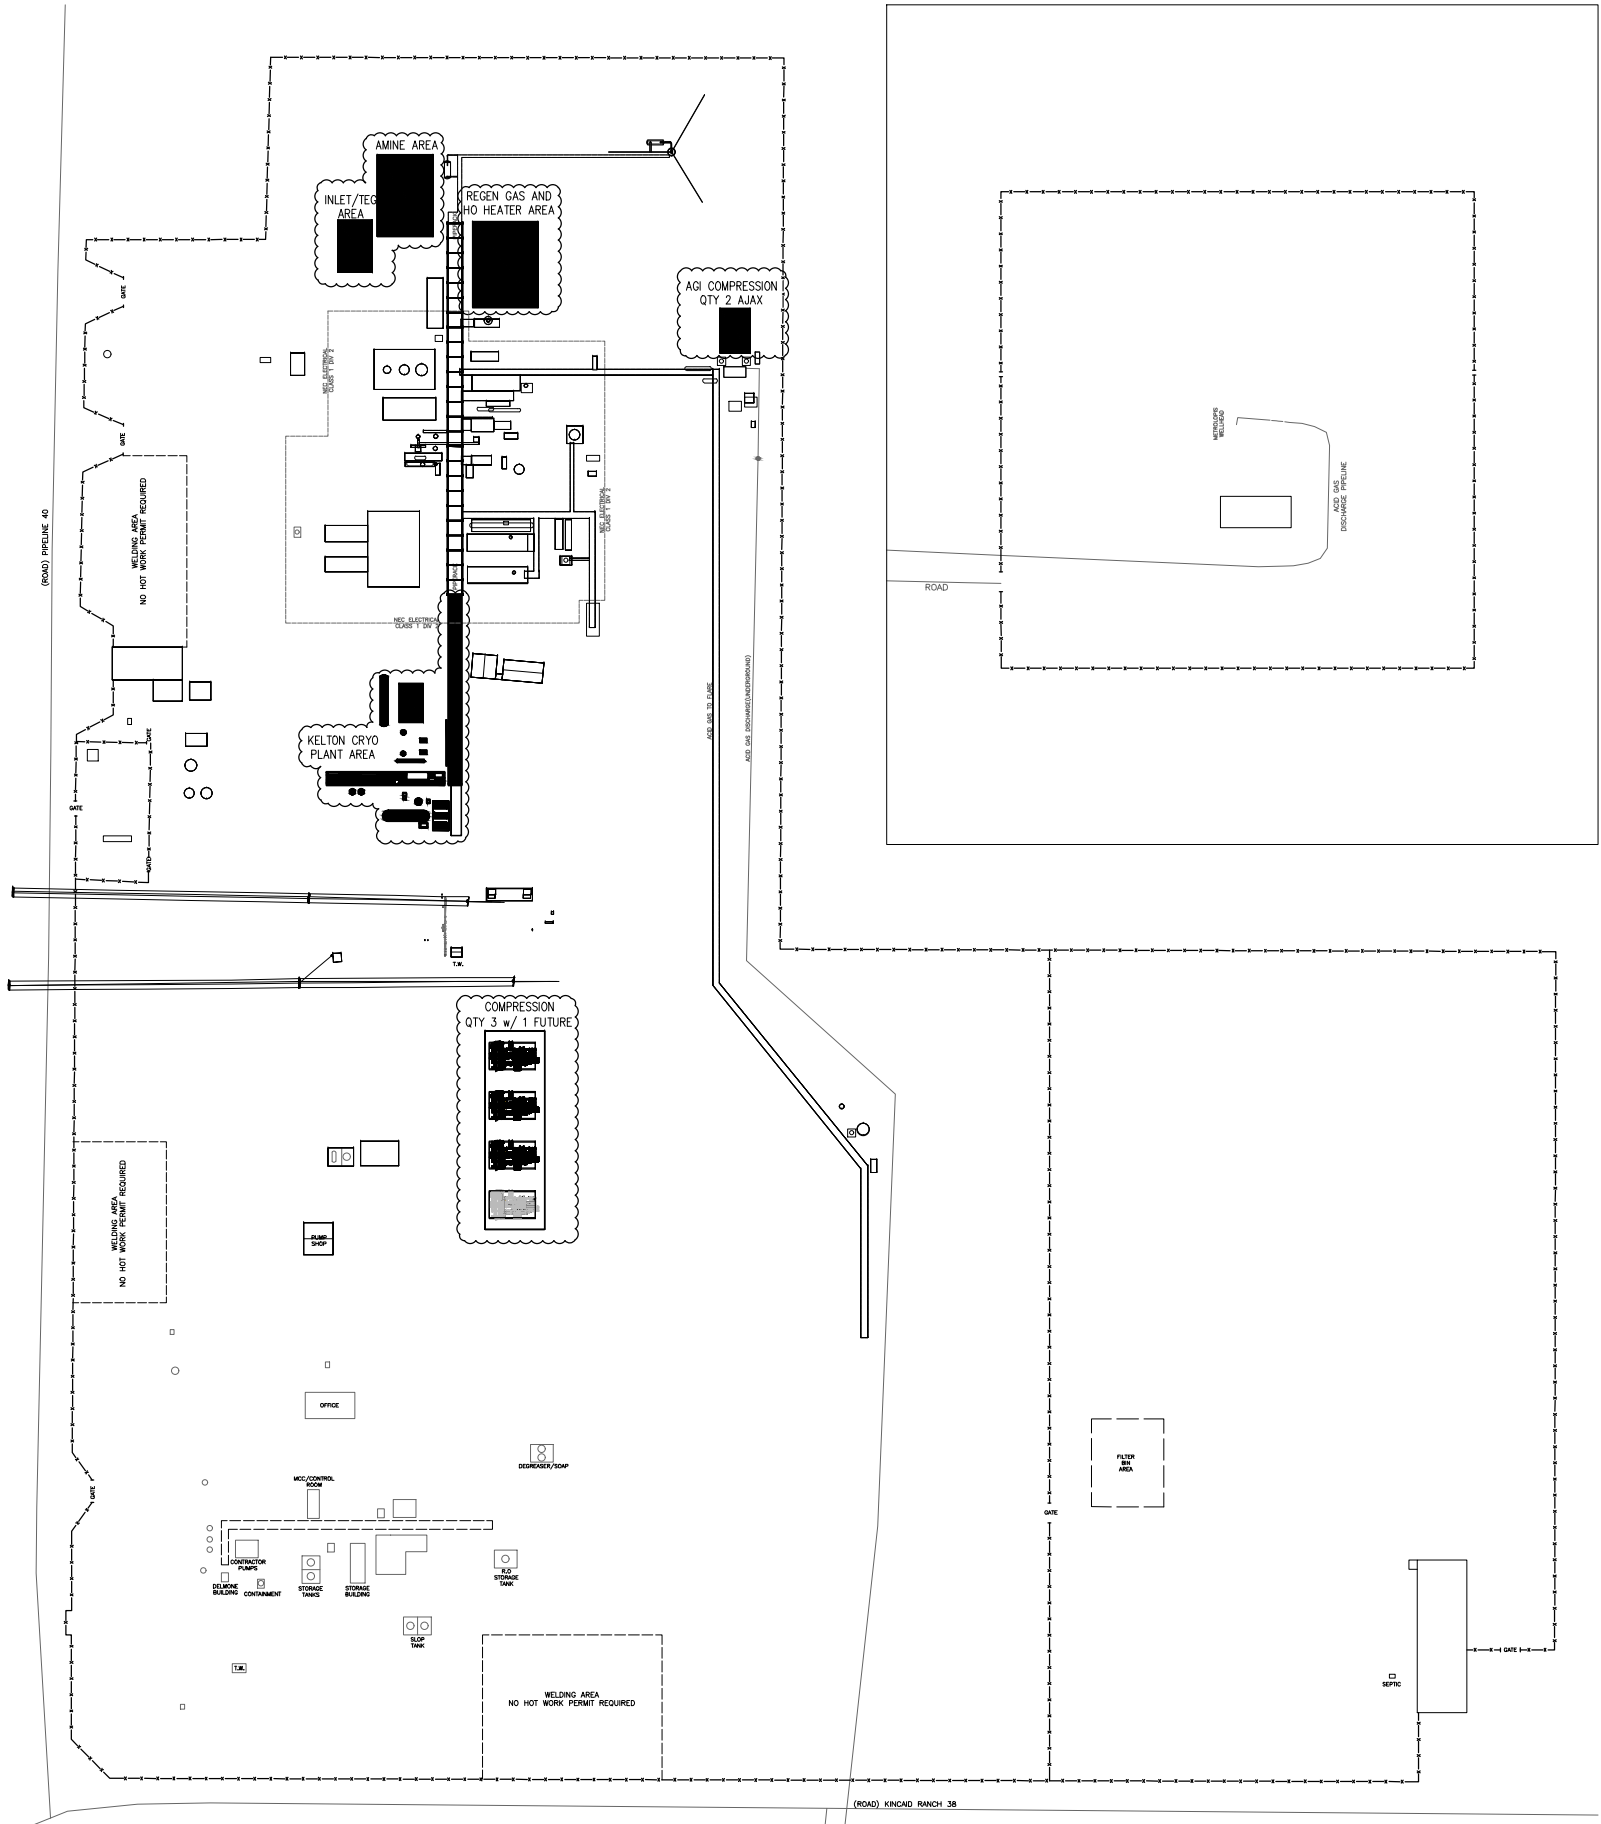 AMINE AREA
INLET/TEG
AREA
REGEN GAS AND
HO HEATER AREA
PIPERACK
AGI COMPRESSION
QTY 2 AJAX
GATE
NEC ELECTRICAL
CLASS 1 DIV 2
GATE
WELDING AREA
NO HOT WORK PERMIT REQUIRED
(ROAD) PIPELINE 40
NEC ELECTRICAL
CLASS 1 DIV 2
PIPERACK
NEC ELECTRICAL
CLASS 1 DIV 2
METROLOPIS
WELLHEAD
ACID GAS
DISCHARGE PIPELINE
ROAD
ACID GAS TO FLARE
ACID GAS DISCHARGE(UNDERGROUND)
KELTON CRYO
PLANT AREA
GATE
GATE
GATE
T.W.
COMPRESSION
QTY 3 w/ 1 FUTURE
WELDING AREA
NO HOT WORK PERMIT REQUIRED
PUMP
SHOP
OFFICE
DEGREASER/SOAP
MCC/CONTROL
ROOM
GATE
CONTRACTOR
PUMPS
DELMONE
BUILDING
CONTAINMENT
STORAGE
TANKS
STORAGE
BUILDING
R.O
STORAGE
TANK
SLOP
TANK
T.W.
WELDING AREA
NO HOT WORK PERMIT REQUIRED
FILTER
BIN
AREA
GATE
GATE
SEPTIC
(ROAD) KINCAID RANCH 38